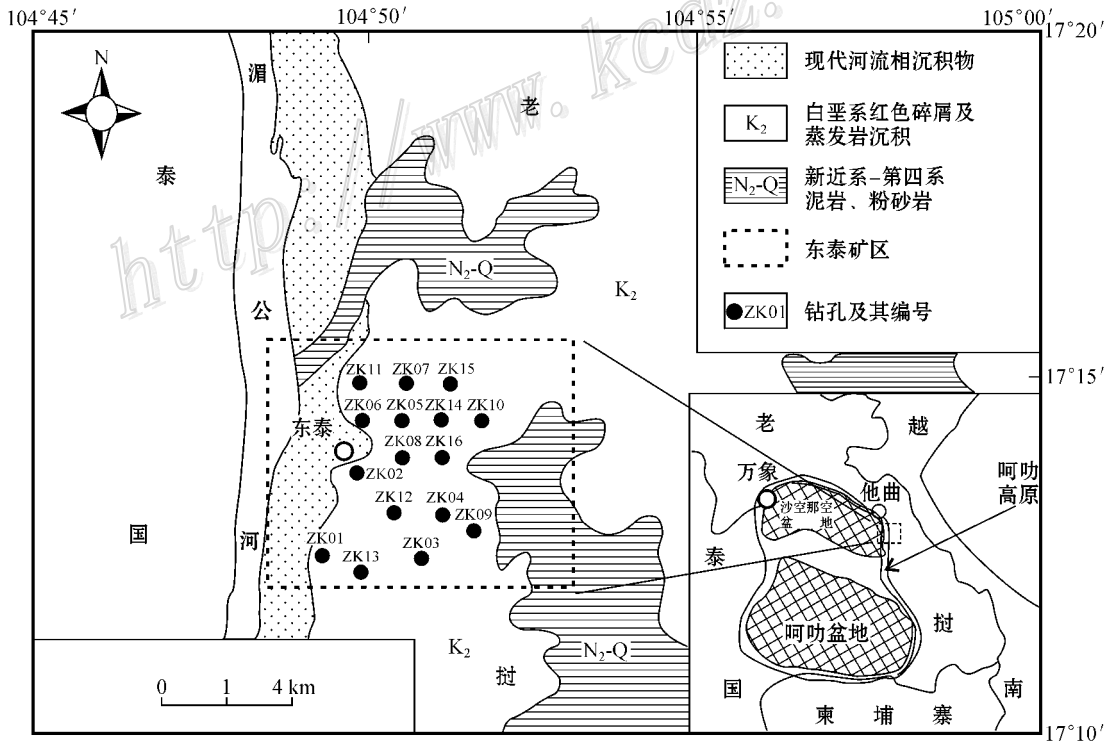 104°45′
104°50′
104°55′
105°00′
17°20′
17°15′
17°10′
N
湄
公
河
泰
国
老
挝
http://www.kcdz.
N₂-Q
K₂
ZK11
ZK07
ZK15
ZK06
ZK05
ZK14
ZK10
东泰
ZK08
ZK16
ZK02
ZK12
ZK04
ZK09
ZK01
ZK13
ZK03
K₂
N₂-Q
0 1 4 km
现代河流相沉积物
K₂
白垩系红色碎屑及
蒸发岩沉积
N₂-Q
新近系-第四系
泥岩、粉砂岩
东泰矿区
ZK01
钻孔及其编号
老
越
万象
他曲
呵叻
高原
沙空那空
盆 地
泰
呵叻盆地
挝
国
柬 埔 寨
南